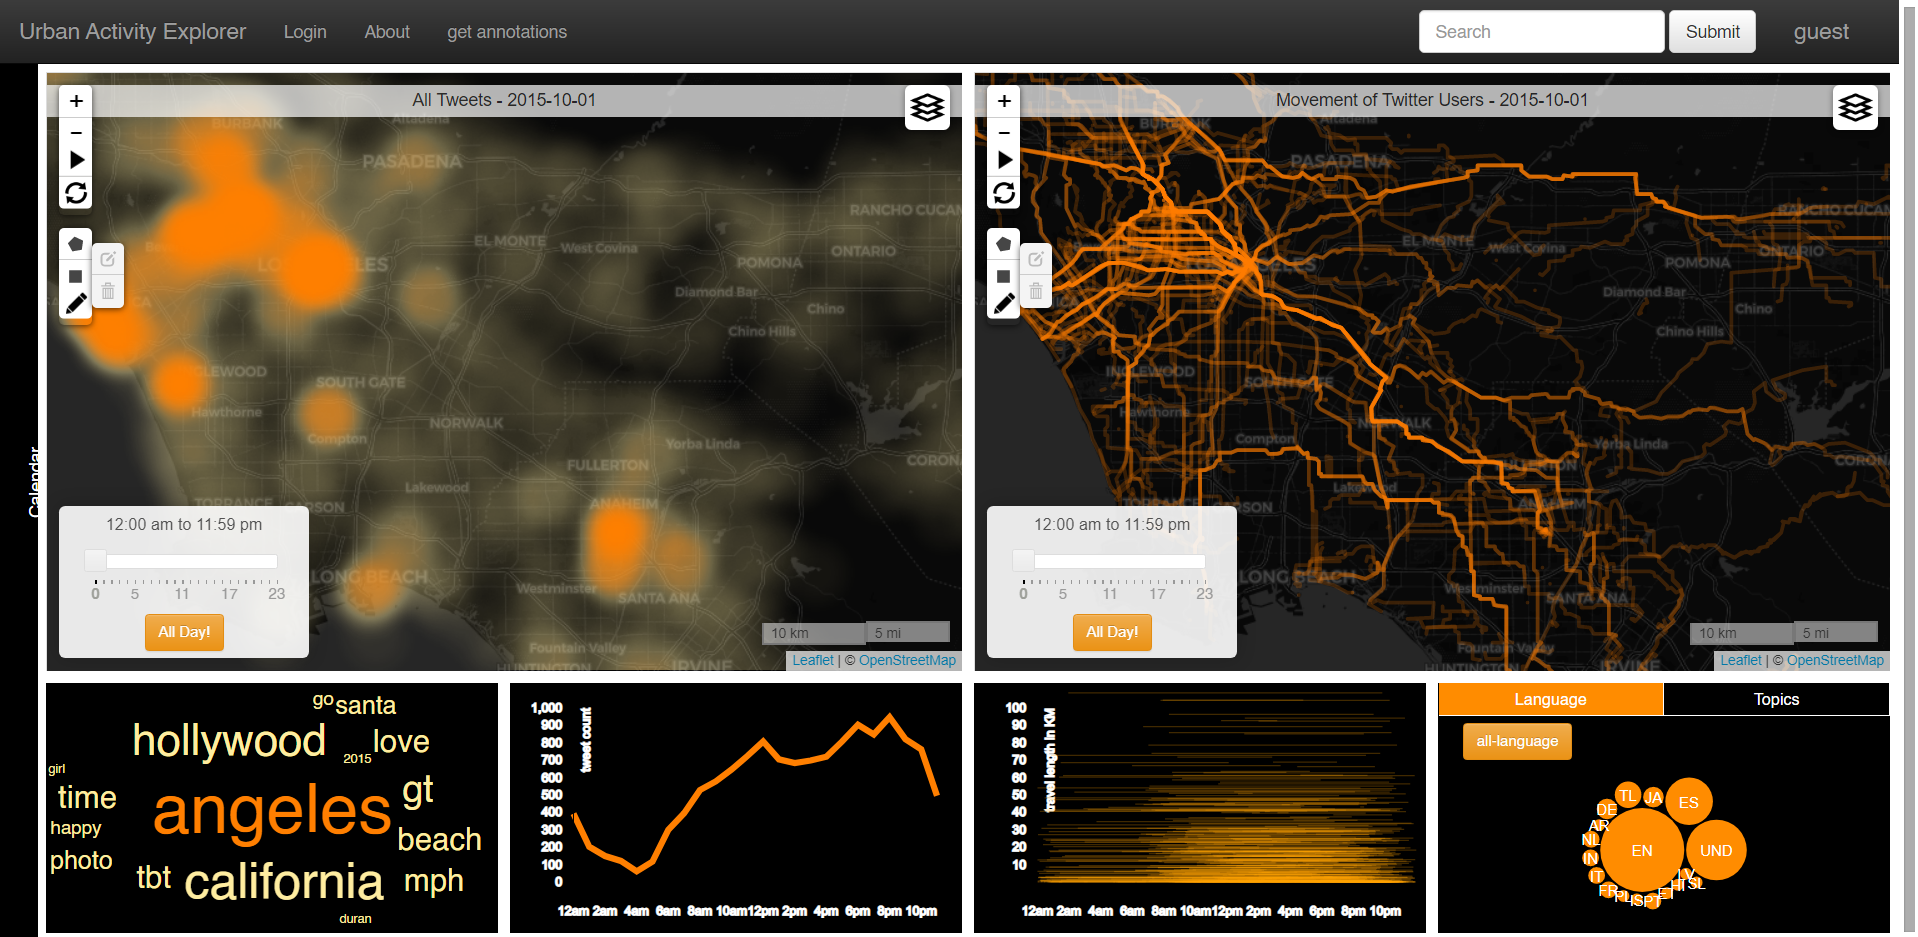 Urban Activity Explorer Login About get annotations Search Submit guest
Calendar
All Tweets - 2015-10-01
BURBANK
Altadena
PASADENA
RANCHO CUCAM
EL MONTE
West Covina
ONTARIO
POMONA
Diamond Bar
Chino
Chino Hills
SOUTH GATE
Hawthorne
NORWALK
Compton
Yorba Linda
FULLERTON
CORON
Lakewood
ANAHEIM
TORRANCE
LONG BEACH
Westminster
SANTA ANA
Fountain Valley
IRVINE
12:00 am to 11:59 pm
0 5 11 17 23
All Day!
10 km 5 mi
Leaflet | © OpenStreetMap
Movement of Twitter Users - 2015-10-01
BURBANK
Altadena
PASADENA
RANCHO CUCAM
EL MONTE
West Covina
ONTARIO
POMONA
Diamond Bar
Chino
Chino Hills
INGLEWOOD
SOUTH GATE
Hawthorne
NORWALK
Compton
Yorba Linda
CORON
Lakewood
ANAHEIM
LONG BEACH
Westminster
SANTA ANA
Fountain Valley
IRVINE
12:00 am to 11:59 pm
0 5 11 17 23
All Day!
10 km 5 mi
Leaflet | © OpenStreetMap
go santa
hollywood love
2015
girl
time angeles gt
happy beach
photo tbt california mph
duran
tweet count
1,000
900
800
700
600
500
400
300
200
100
0
12am 2am 4am 6am 8am 10am 12pm 2pm 4pm 6pm 8pm 10pm
travel length in KM
100
90
80
70
60
50
40
30
20
10
12am 2am 4am 6am 8am 10am 12pm 2pm 4pm 6pm 8pm 10pm
Language Topics
all-language
TL JA ES
DE
AR
NL EN UND
IN
IT
FR PL IS PT ET HT SL LV